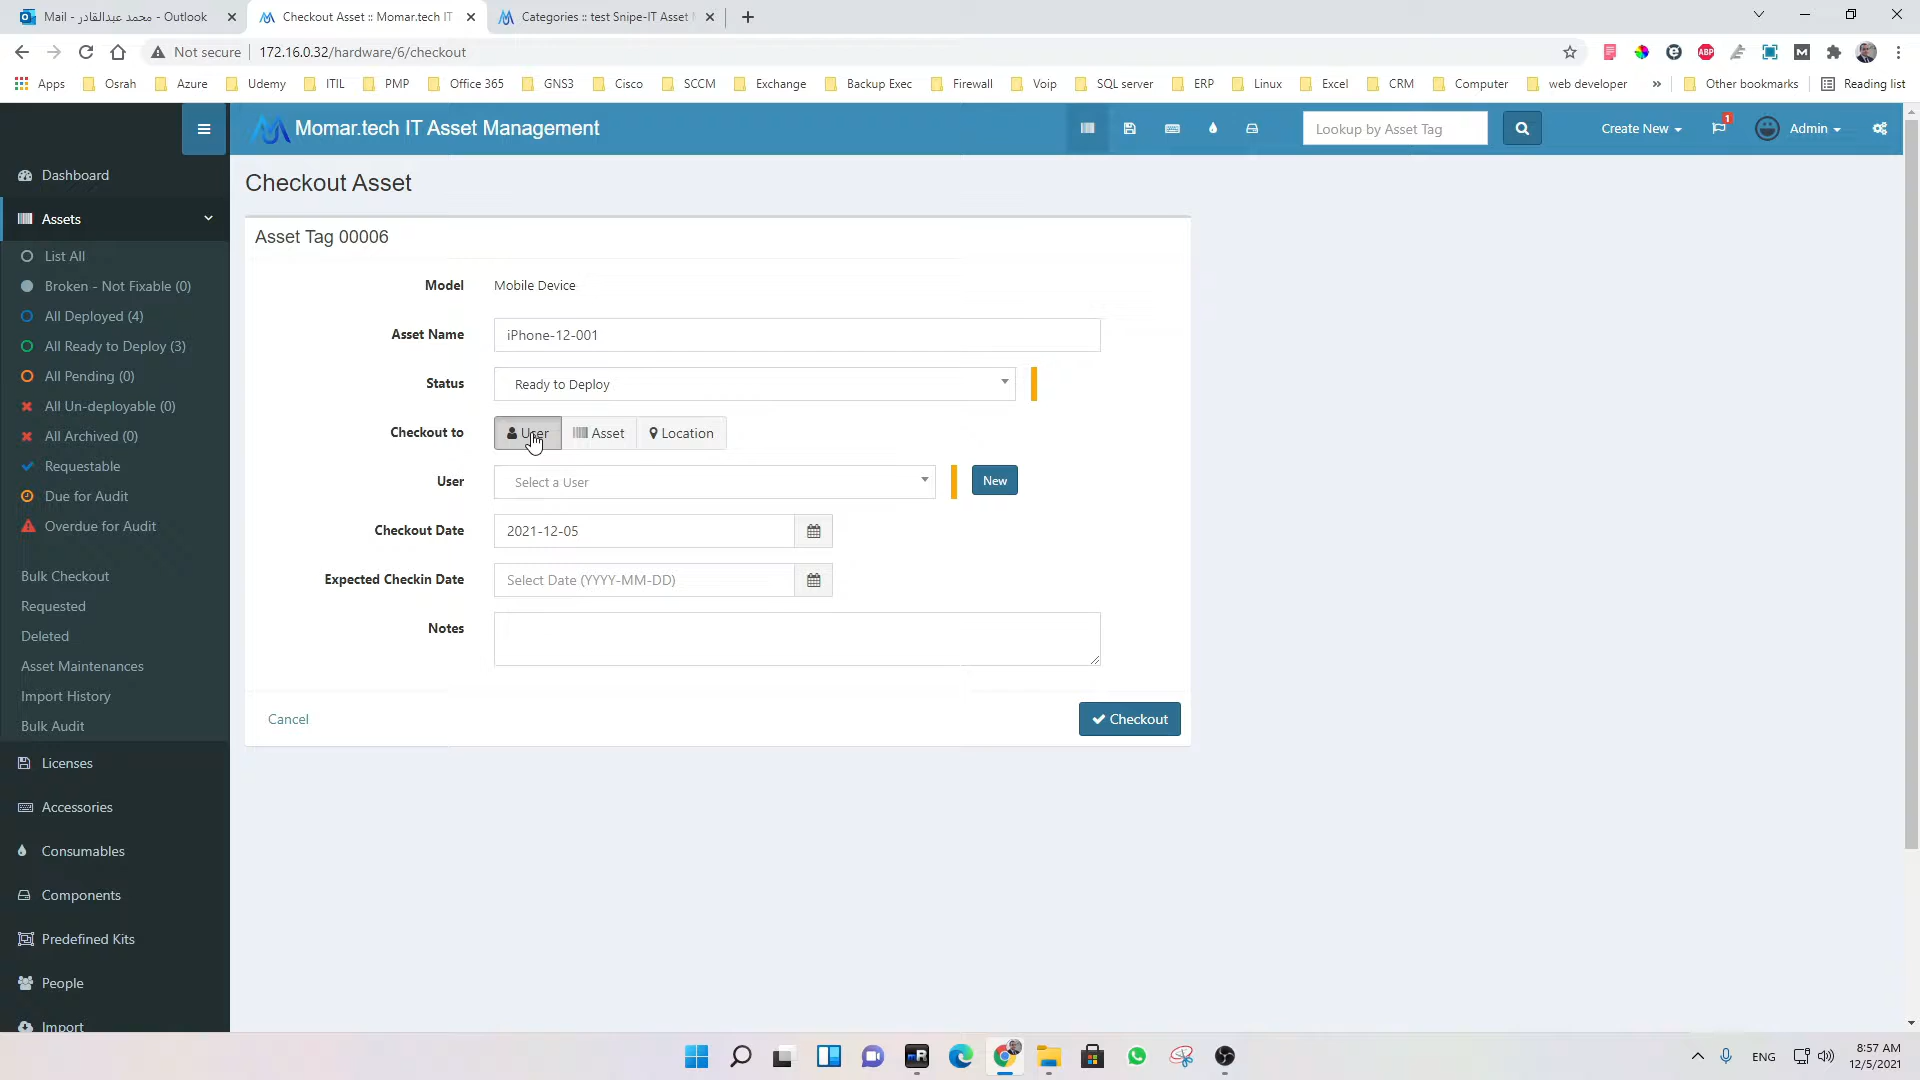 Mail - محمد عبدالقادر - Outlook
Checkout Asset :: Momar.tech IT
Categories :: test Snipe-IT Asset
Not secure
172.16.0.32/hardware/6/checkout
ABP
Apps
Osrah
Azure
Udemy
ITIL
PMP
Office 365
GNS3
Cisco
SCCM
Exchange
Backup Exec
Firewall
Voip
SQL server
ERP
Linux
Excel
CRM
Computer
web developer
»
Other bookmarks
Reading list
Momar.tech IT Asset Management
Lookup by Asset Tag
Create New
1
Admin
Dashboard
Assets
List All
Broken - Not Fixable (0)
All Deployed (4)
All Ready to Deploy (3)
All Pending (0)
All Un-deployable (0)
All Archived (0)
Requestable
Due for Audit
Overdue for Audit
Bulk Checkout
Requested
Deleted
Asset Maintenances
Import History
Bulk Audit
Licenses
Accessories
Consumables
Components
Predefined Kits
People
Import
Checkout Asset
Asset Tag 00006
Model
Mobile Device
Asset Name
iPhone-12-001
Status
Ready to Deploy
Checkout to
User
Asset
Location
User
Select a User
New
Checkout Date
2021-12-05
Expected Checkin Date
Select Date (YYYY-MM-DD)
Notes
Cancel
Checkout
ENG
8:57 AM
12/5/2021